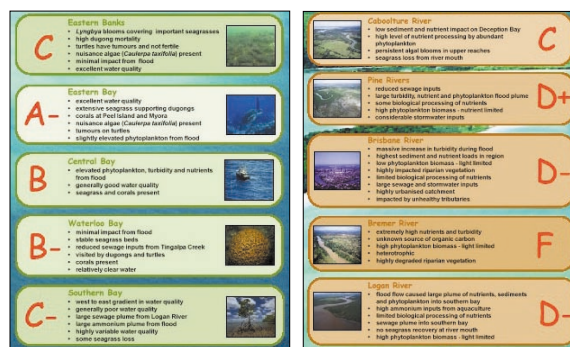 Eastern Banks
C
Lyngbya blooms covering important seagrasses
high dugong mortality
turtles have tumours and not fertile
nuisance algae (Caulerpa taxifolia) present
minimal impact from flood
excellent water quality
Eastern Bay
A-
excellent water quality
extensive seagrass supporting dugongs
corals at Peel Island and Myora
nuisance algae (Caulerpa taxifolia) present
tumours on turtles
slightly elevated phytoplankton from flood
Central Bay
B
elevated phytoplankton, turbidity and nutrients
from flood
generally good water quality
seagrass and corals present
Waterloo Bay
B-
minimal impact from flood
stable seagrass beds
reduced sewage inputs from Tingalpa Creek
visited by dugongs and turtles
corals present
relatively clear water
Southern Bay
C-
west to east gradient in water quality
generally poor water quality
large sewage plume from Logan River
large ammonium plume from flood
highly variable water quality
some seagrass loss
Caboolture River
C
low sediment and nutrient impact on Deception Bay
high level of nutrient processing by abundant
phytoplankton
persistent algal blooms in upper reaches
seagrass loss from river mouth
Pine Rivers
D+
reduced sewage inputs
large turbidity, nutrient and phytoplankton flood plume
some biological processing of nutrients
high phytoplankton biomass - nutrient limited
considerable stormwater inputs
Brisbane River
D-
massive increase in turbidity during flood
highest sediment and nutrient loads in region
low phytoplankton biomass - light limited
highly impacted riparian vegetation
limited biological processing of nutrients
large sewage and stormwater inputs
highly urbanised catchment
impacted by unhealthy tributaries
Bremer River
F
extremely high nutrients and turbidity
unknown source of organic carbon
high phytoplankton biomass - light limited
heterotrophic
highly degraded riparian vegetation
Logan River
D-
flood flow caused large plume of nutrients, sediments
and phytoplankton into southern bay
high ammonium inputs from aquaculture
limited biological processing of nutrients
sewage plume into southern bay
no seagrass recovery at river mouth
high phytoplankton biomass - light limited